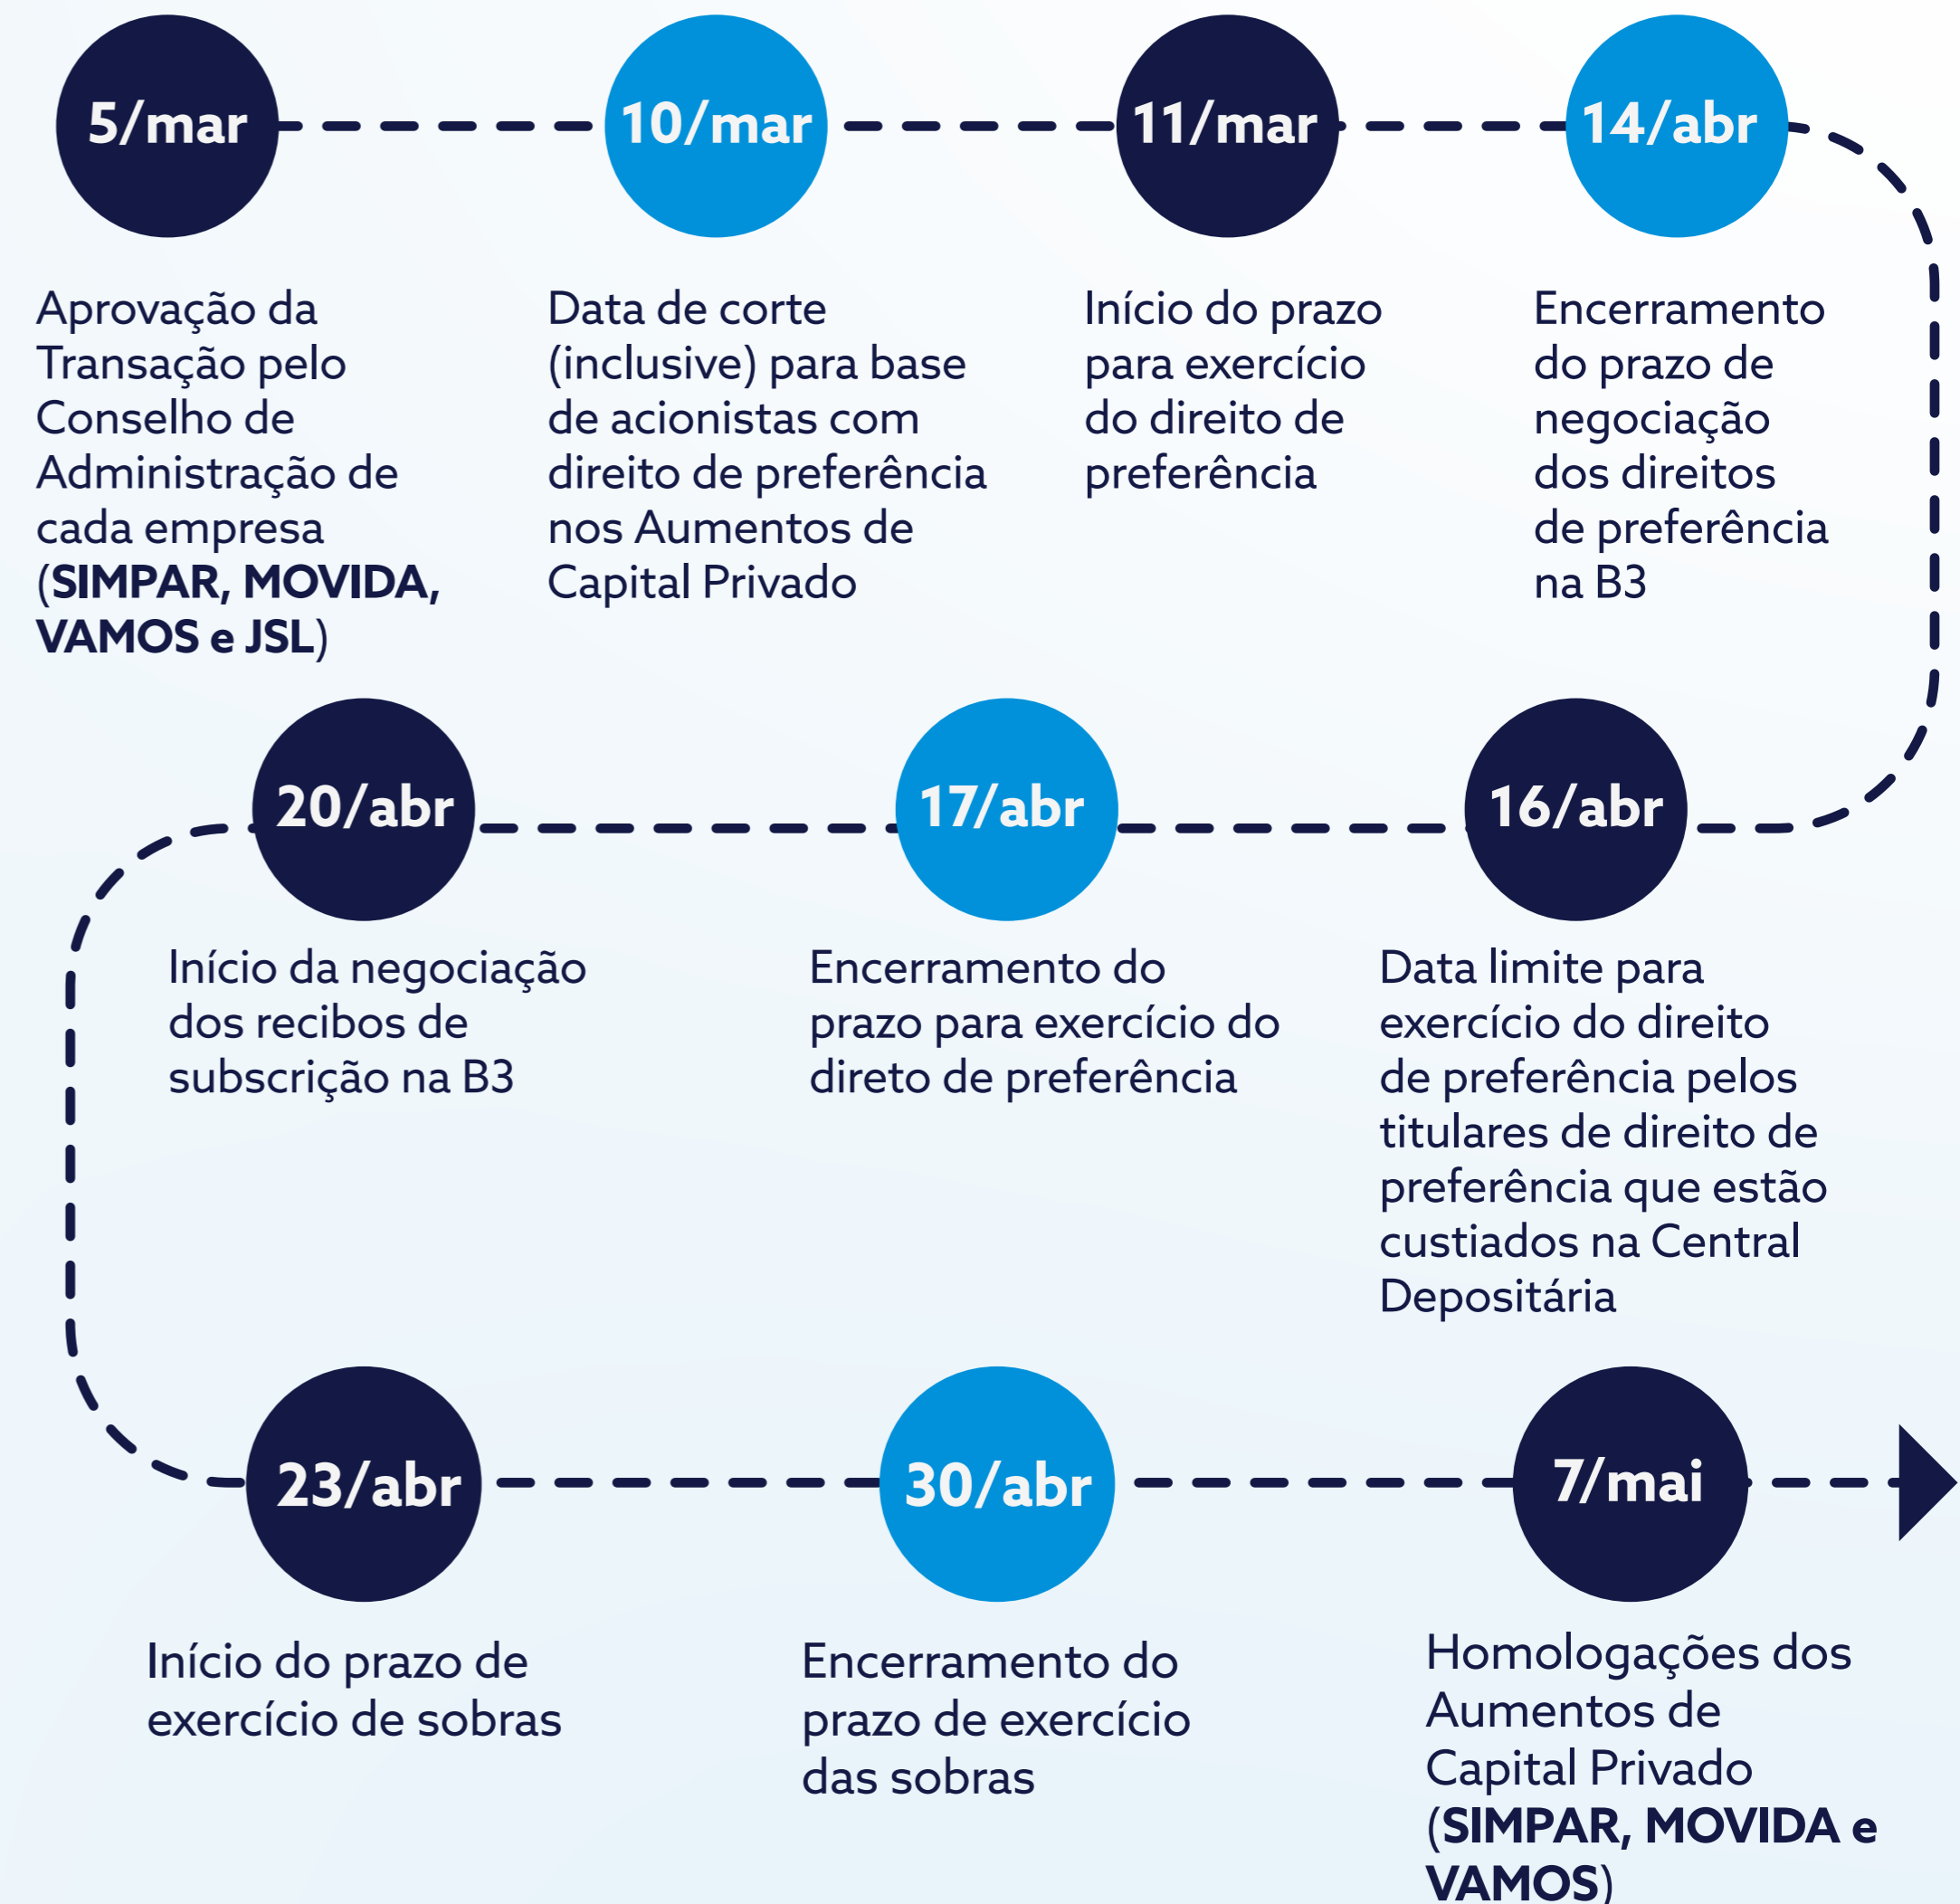 5/mar
Aprovação da
Transação pelo
Conselho de
Administração de
cada empresa
(SIMPAR, MOVIDA,
VAMOS e JSL)
10/mar
Data de corte
(inclusive) para base
de acionistas com
direito de preferência
nos Aumentos de
Capital Privado
11/mar
Início do prazo
para exercício
do direito de
preferência
14/abr
Encerramento
do prazo de
negociação
dos direitos
de preferência
na B3
16/abr
Data limite para
exercício do direito
de preferência pelos
titulares de direito de
preferência que estão
custiados na Central
Depositária
17/abr
Encerramento do
prazo para exercício do
direto de preferência
20/abr
Início da negociação
dos recibos de
subscrição na B3
23/abr
Início do prazo de
exercício de sobras
30/abr
Encerramento do
prazo de exercício
das sobras
7/mai
Homologações dos
Aumentos de
Capital Privado
(SIMPAR, MOVIDA e
VAMOS)